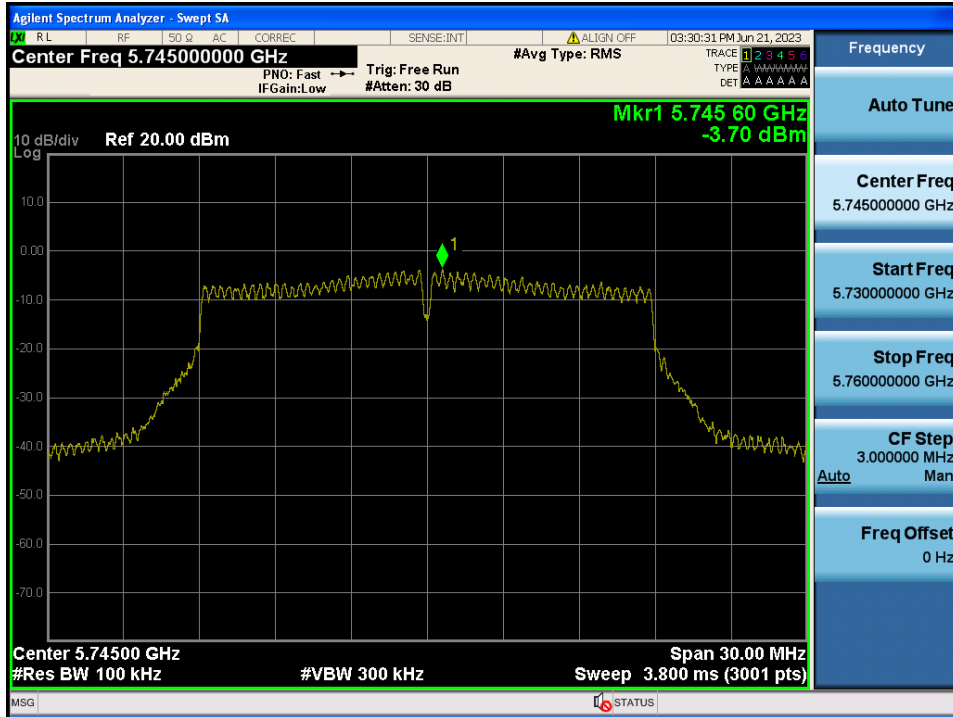 Agilent Spectrum Analyzer - Swept SA
LXI RL RF 50 Ω AC CORREC SENSE:INT ALIGN OFF 03:30:31 PM Jun 21, 2023
Center Freq 5.745000000 GHz
PNO: Fast
IFGain:Low
Trig: Free Run
#Atten: 30 dB
#Avg Type: RMS
TRACE 1 2 3 4 5 6
TYPE A WWWWW
DET A A A A A A
Frequency
Mkr1 5.745 60 GHz
-3.70 dBm
10 dB/div
Log
Ref 20.00 dBm
10.0
0.00
-10.0
-20.0
-30.0
-40.0
-50.0
-60.0
-70.0
1
Center 5.74500 GHz
Span 30.00 MHz
#Res BW 100 kHz
#VBW 300 kHz
Sweep 3.800 ms (3001 pts)
Auto Tune
Center Freq
5.745000000 GHz
Start Freq
5.730000000 GHz
Stop Freq
5.760000000 GHz
CF Step
3.000000 MHz
Auto Man
Freq Offset
0 Hz
MSG
STATUS